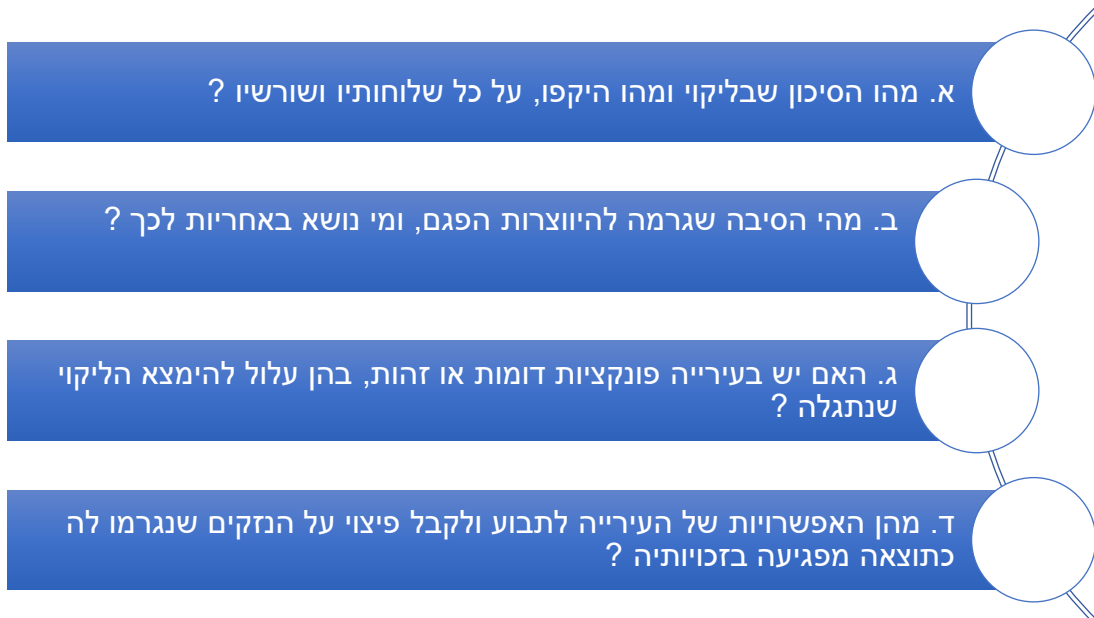 א. מהו הסיכון שבליקוי ומהו היקפו, על כל שלוחותיו ושורשיו ?
ב. מהי הסיבה שגרמה להיווצרות הפגם, ומי נושא באחריות לכך ?
ג. האם יש בעירייה פונקציות דומות או זהות, בהן עלול להימצא הליקוי
שנתגלה ?
ד. מהן האפשרויות של העירייה לתבוע ולקבל פיצוי על הנזקים שנגרמו לה
כתוצאה מפגיעה בזכויותיה ?